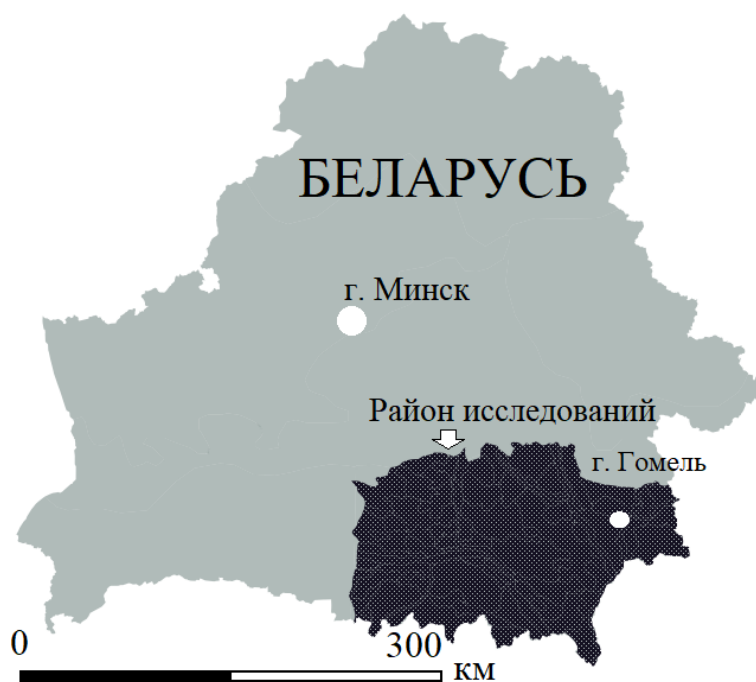 БЕЛАРУСЬ
г. Минск
Район исследований
г. Гомель
0 300
км